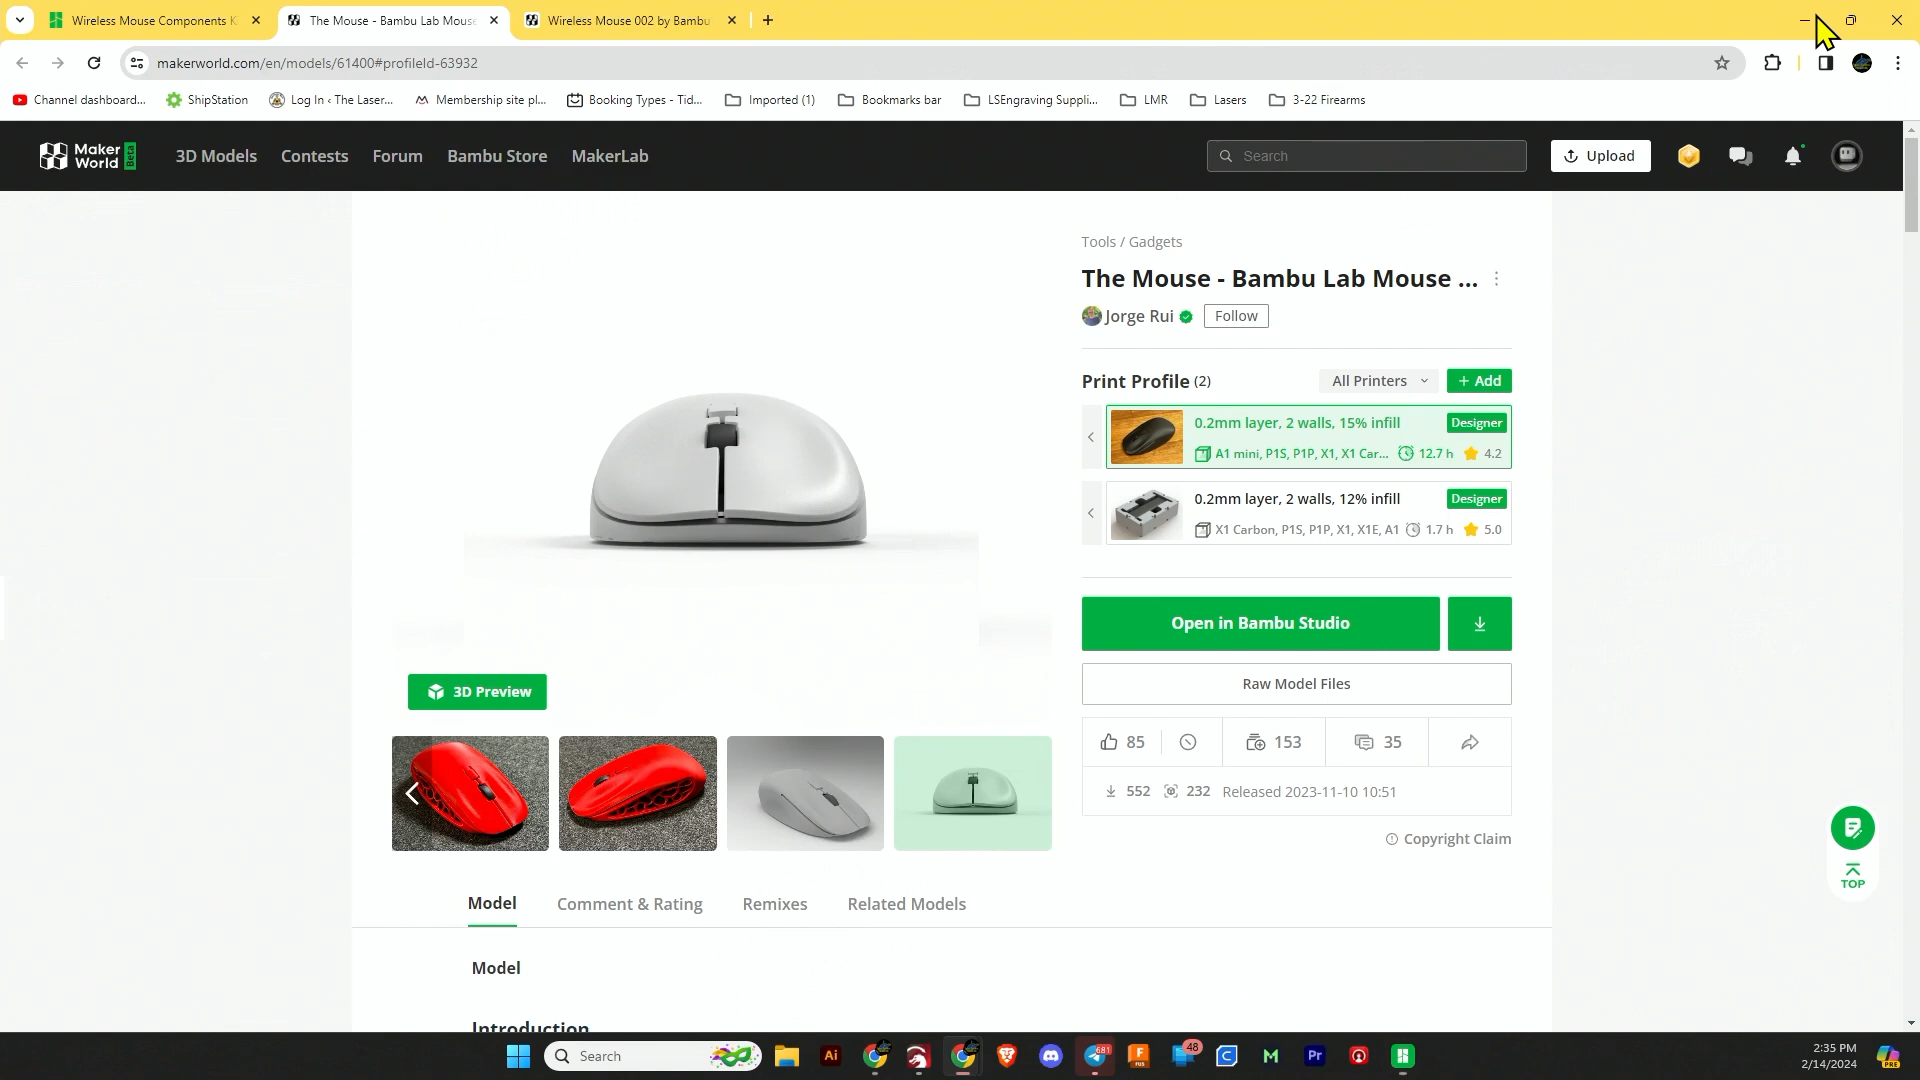 Wireless Mouse Components K
The Mouse - Bambu Lab Mouse
Wireless Mouse 002 by Bambu
makerworld.com/en/models/61400#profileId-63932
Channel dashboard...
ShipStation
Log In ‹ The Laser...
Membership site pl...
Booking Types - Tid...
Imported (1)
Bookmarks bar
LSEngraving Suppli...
LMR
Lasers
3-22 Firearms
Maker
World
Beta
3D Models
Contests
Forum
Bambu Store
MakerLab
Search
Upload
Tools / Gadgets
The Mouse - Bambu Lab Mouse ...
Jorge Rui
Follow
Print Profile (2)
All Printers
+ Add
0.2mm layer, 2 walls, 15% infill
Designer
A1 mini, P1S, P1P, X1, X1 Car...
12.7 h
4.2
0.2mm layer, 2 walls, 12% infill
Designer
X1 Carbon, P1S, P1P, X1, X1E, A1
1.7 h
5.0
Open in Bambu Studio
Raw Model Files
3D Preview
85
153
35
552
232
Released 2023-11-10 10:51
Copyright Claim
TOP
Model
Comment & Rating
Remixes
Related Models
Model
Introduction
Search
Ai
681
F
48
C
M
Pr
2:35 PM
2/14/2024
PRE